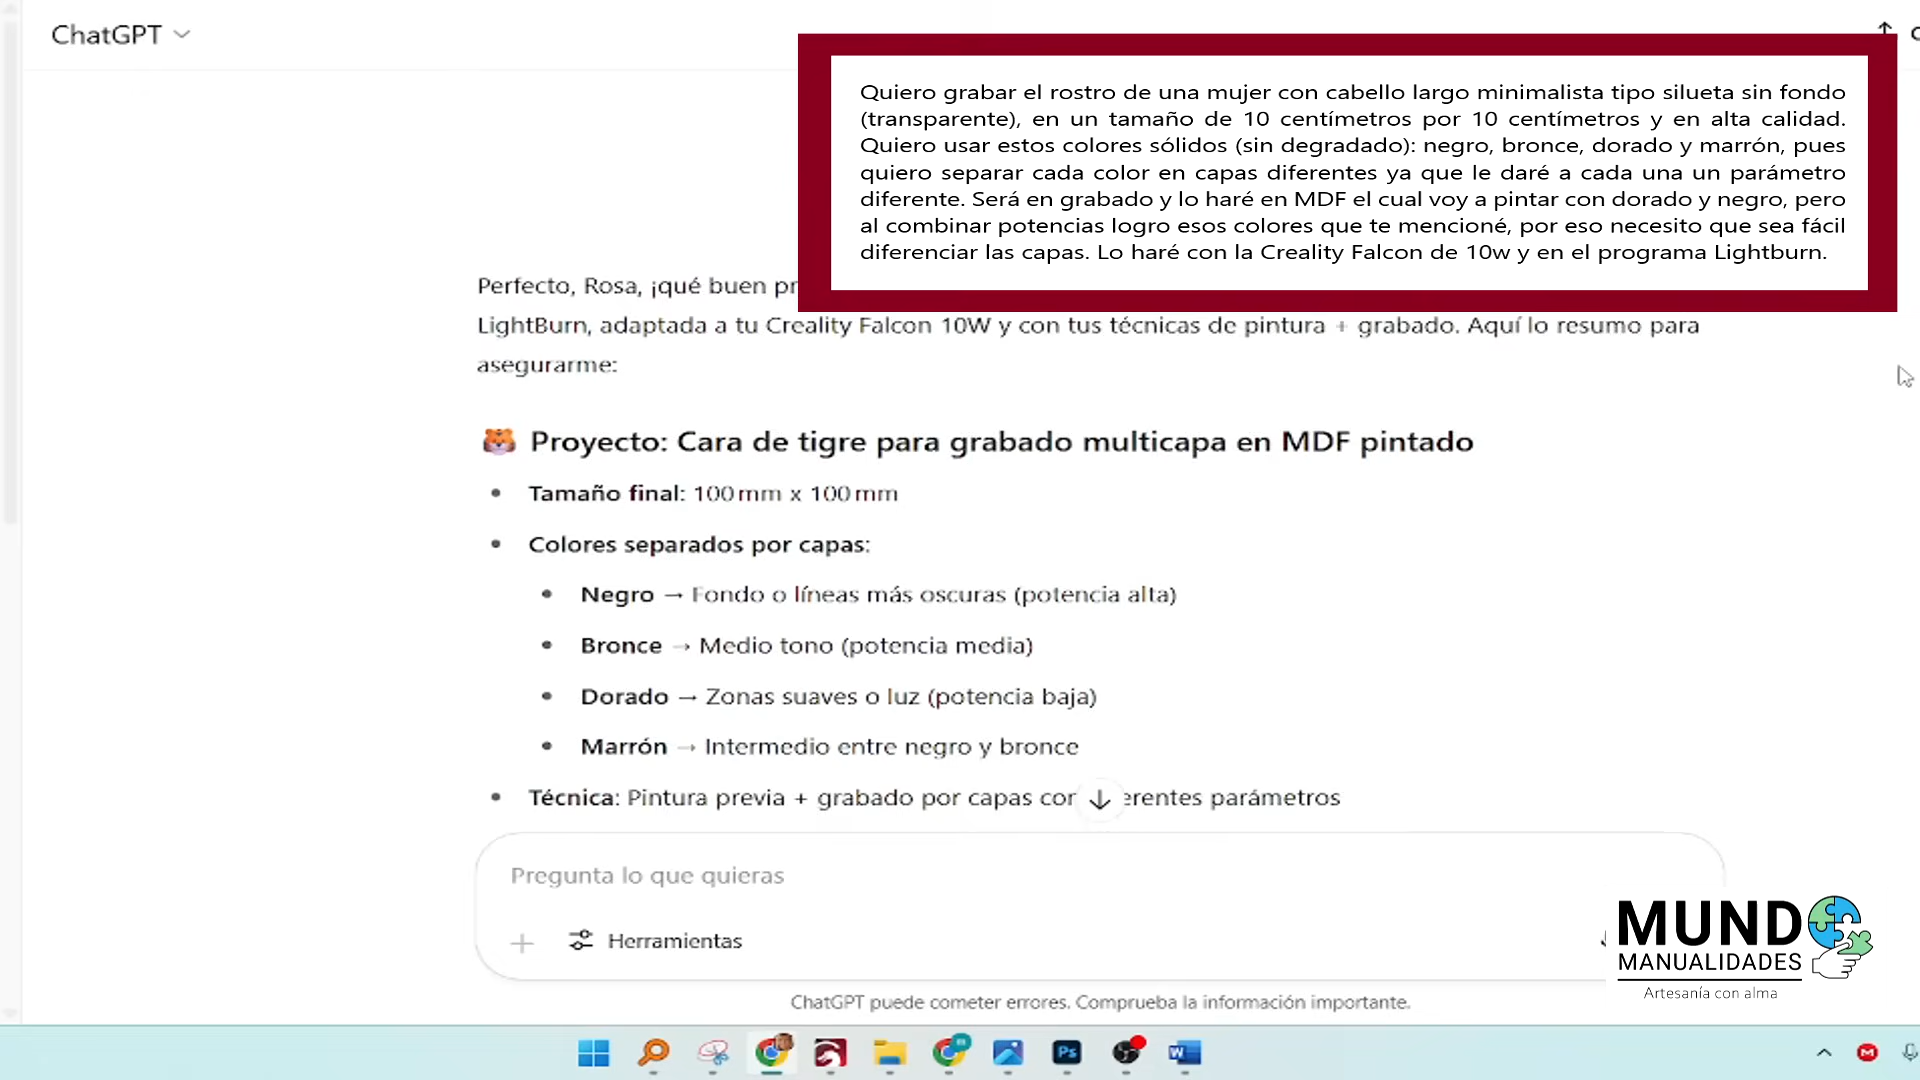 ChatGPT
Quiero grabar el rostro de una mujer con cabello largo minimalista tipo silueta sin fondo
(transparente), en un tamaño de 10 centímetros por 10 centímetros y en alta calidad.
Quiero usar estos colores sólidos (sin degradado): negro, bronce, dorado y marrón, pues
quiero separar cada color en capas diferentes ya que le daré a cada una un parámetro
diferente. Será en grabado y lo haré en MDF el cual voy a pintar con dorado y negro, pero
al combinar potencias logro esos colores que te mencioné, por eso necesito que sea fácil
diferenciar las capas. Lo haré con la Creality Falcon de 10w y en el programa Lightburn.
Perfecto, Rosa, ¡qué buen
LightBurn, adaptada a tu Creality Falcon 10W y con tus técnicas de pintura + grabado. Aquí lo resumo para
asegurarme:
🐯 Proyecto: Cara de tigre para grabado multicapa en MDF pintado
• Tamaño final: 100 mm x 100 mm
• Colores separados por capas:
• Negro → Fondo o líneas más oscuras (potencia alta)
• Bronce → Medio tono (potencia media)
• Dorado → Zonas suaves o luz (potencia baja)
• Marrón → Intermedio entre negro y bronce
• Técnica: Pintura previa + grabado por capas parámetros
Pregunta lo que quieras
Herramientas
MUNDO
MANUALIDADES
Artesanía con alma
ChatGPT puede cometer errores. Comprueba la información importante.
Ps
W
M